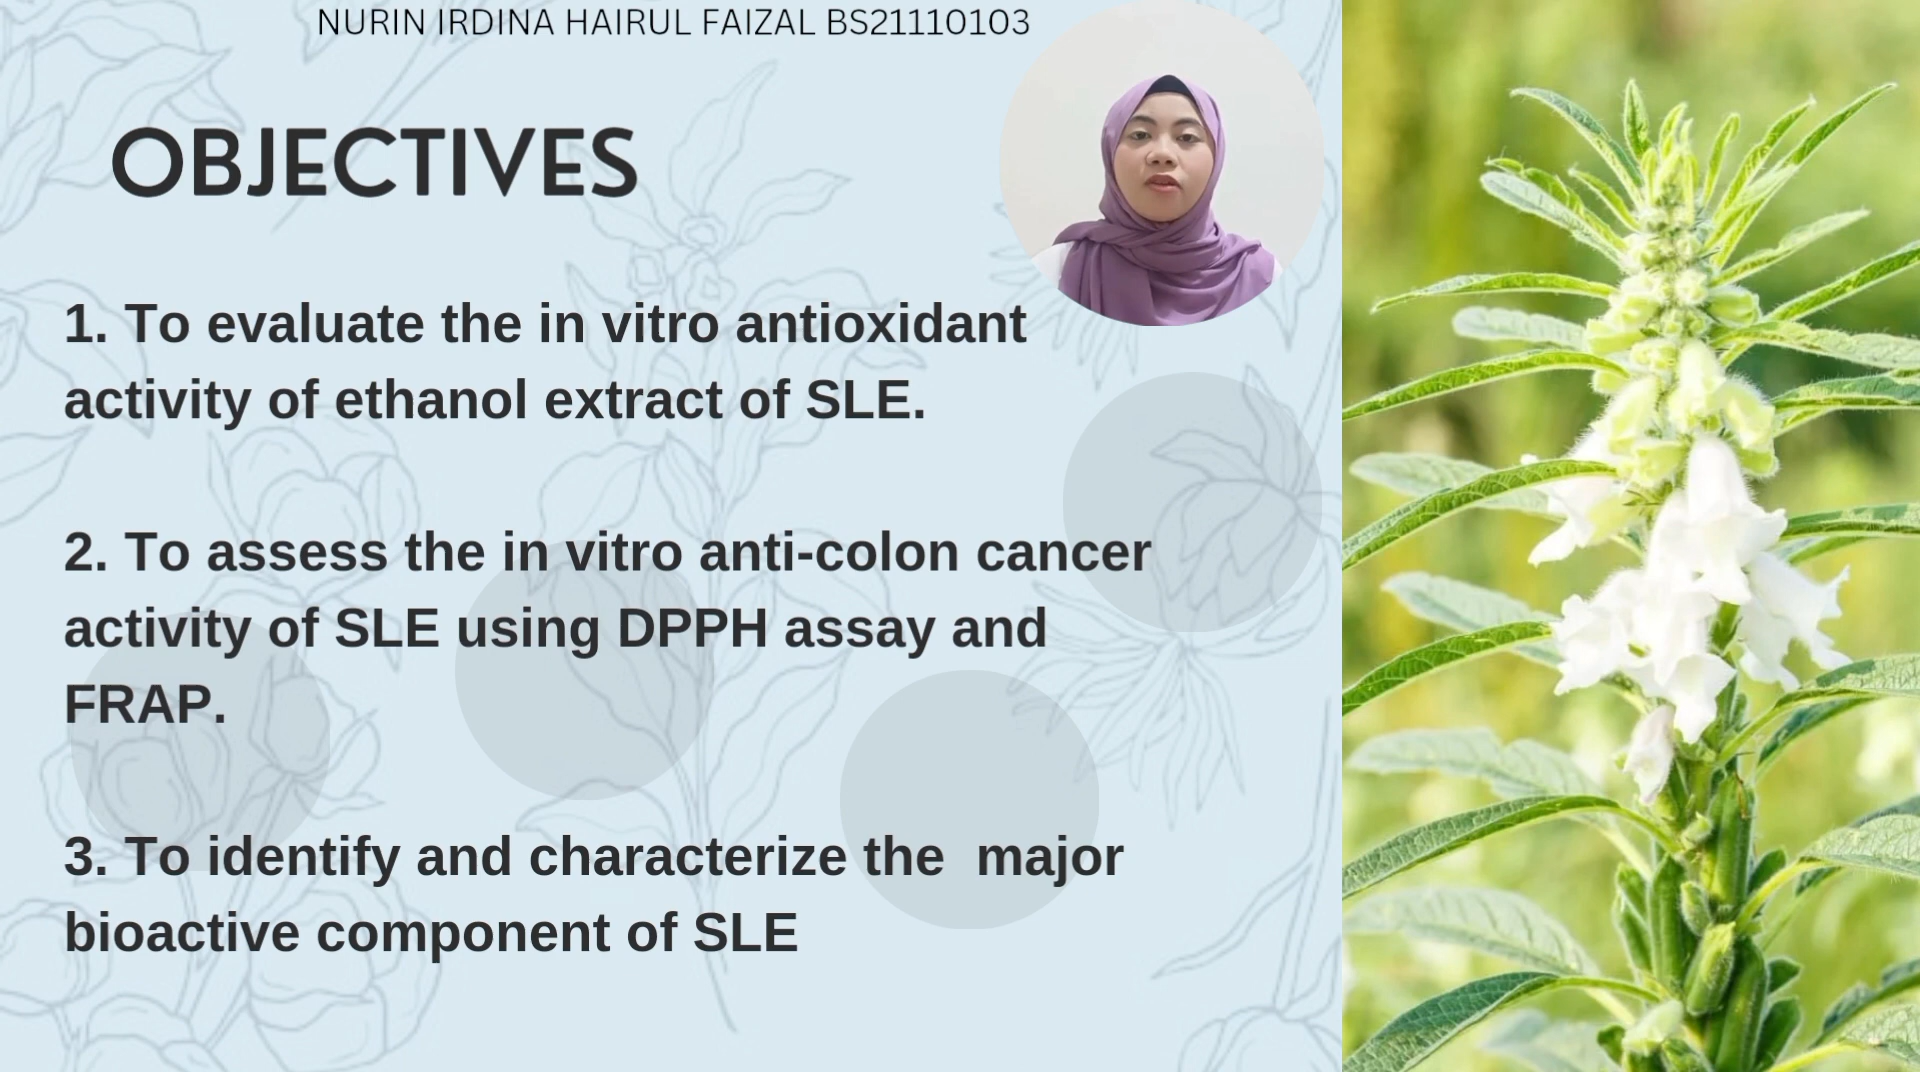 NURIN IRDINA HAIRUL FAIZAL BS21110103
OBJECTIVES
1. To evaluate the in vitro antioxidant
activity of ethanol extract of SLE.
2. To assess the in vitro anti-colon cancer
activity of SLE using DPPH assay and
FRAP.
3. To identify and characterize the  major
bioactive component of SLE